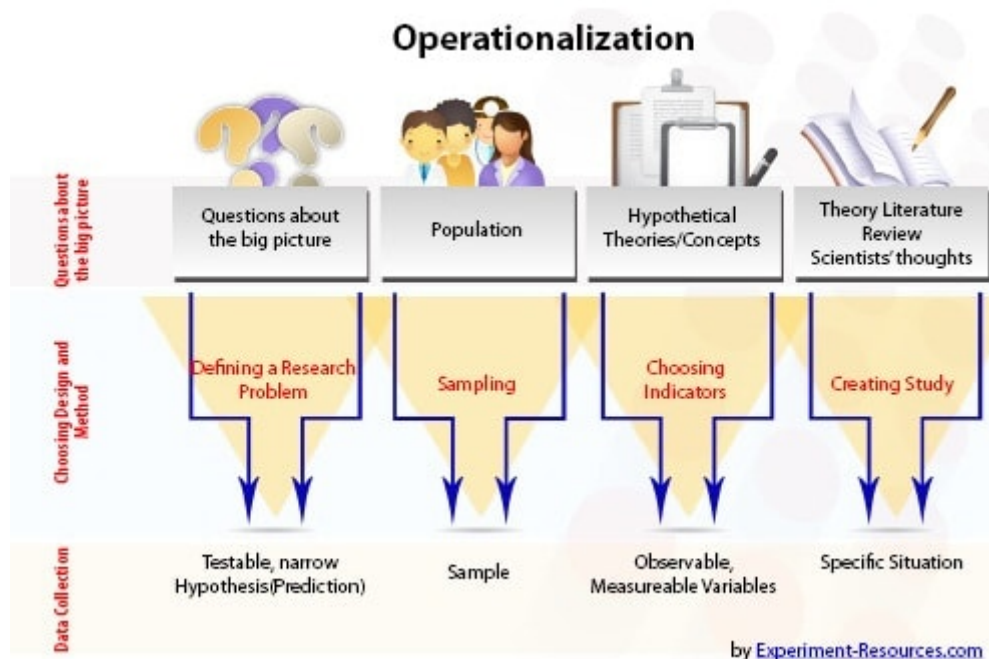 Operationalization
Questions about
the big picture
Questions about
the big picture
Population
Hypothetical
Theories/Concepts
Theory Literature
Review
Scientists' thoughts
Choosing Design and
Method
Defining a Research
Problem
Sampling
Choosing
Indicators
Creating Study
Data Collection
Testable, narrow
Hypothesis(Prediction)
Sample
Observable,
Measureable Variables
Specific Situation
by Experiment-Resources.com